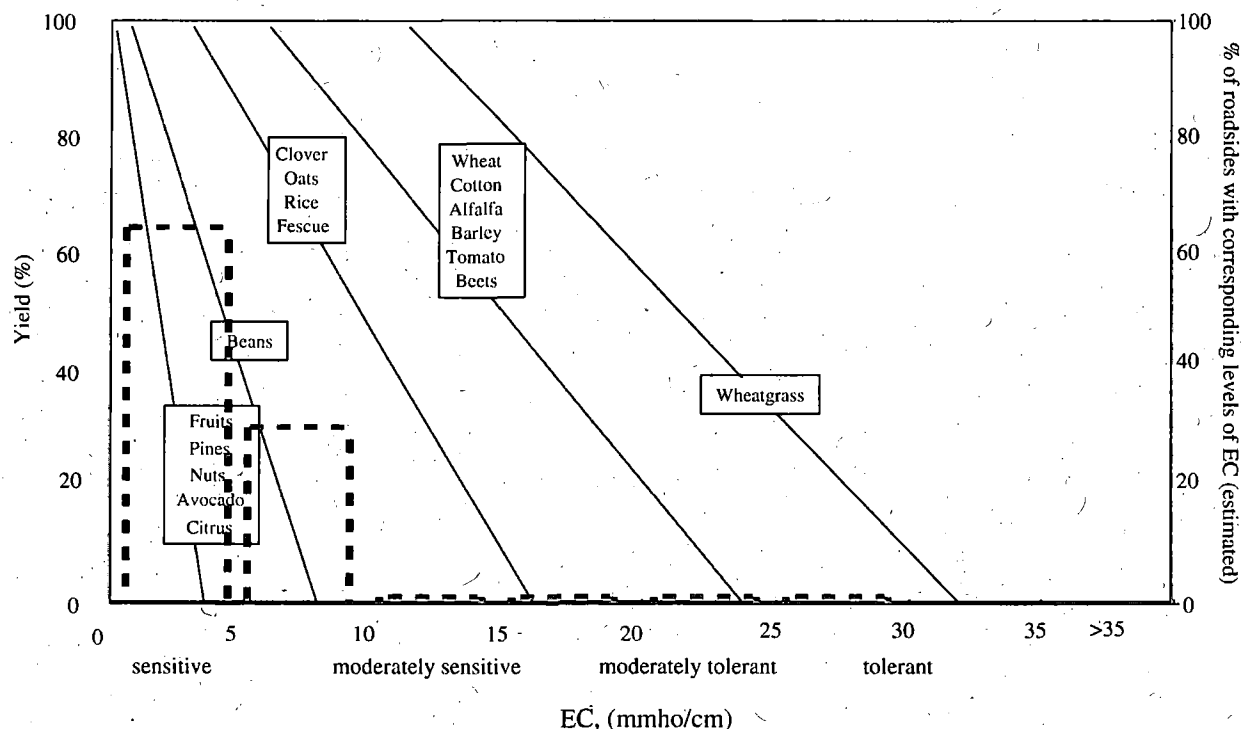 100
80
60
40
20
0
Yield (%)
100
80
60
40
20
0
% of roadsides with corresponding levels of EC (estimated)
Clover
Oats
Rice
Fescue
Wheat
Cotton
Alfalfa
Barley
Tomato
Beets
Beans
Wheatgrass
Fruits
Pines
Nuts
Avocado
Citrus
0 5 10 15 20 25 30 35 >35
sensitive moderately sensitive moderately tolerant tolerant
EC, (mmho/cm)